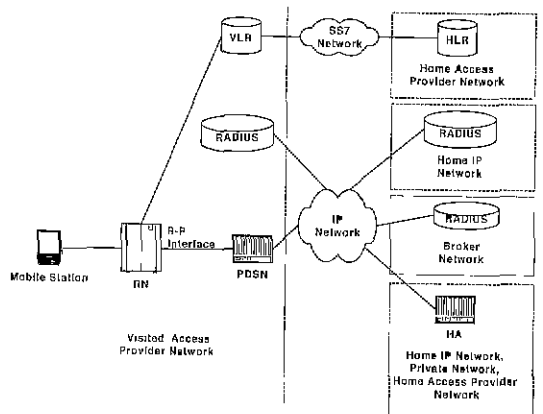 VLR
SS7
Network
HLR
Home Access
Provider Network
RADIUS
RADIUS
Home IP
Network
IP
Network
RADIUS
Broker
Network
R-P
Interface
Mobile Station
RN
PDSN
HA
Visited Access
Provider Network
Home IP Network,
Private Network,
Home Access Provider
Network